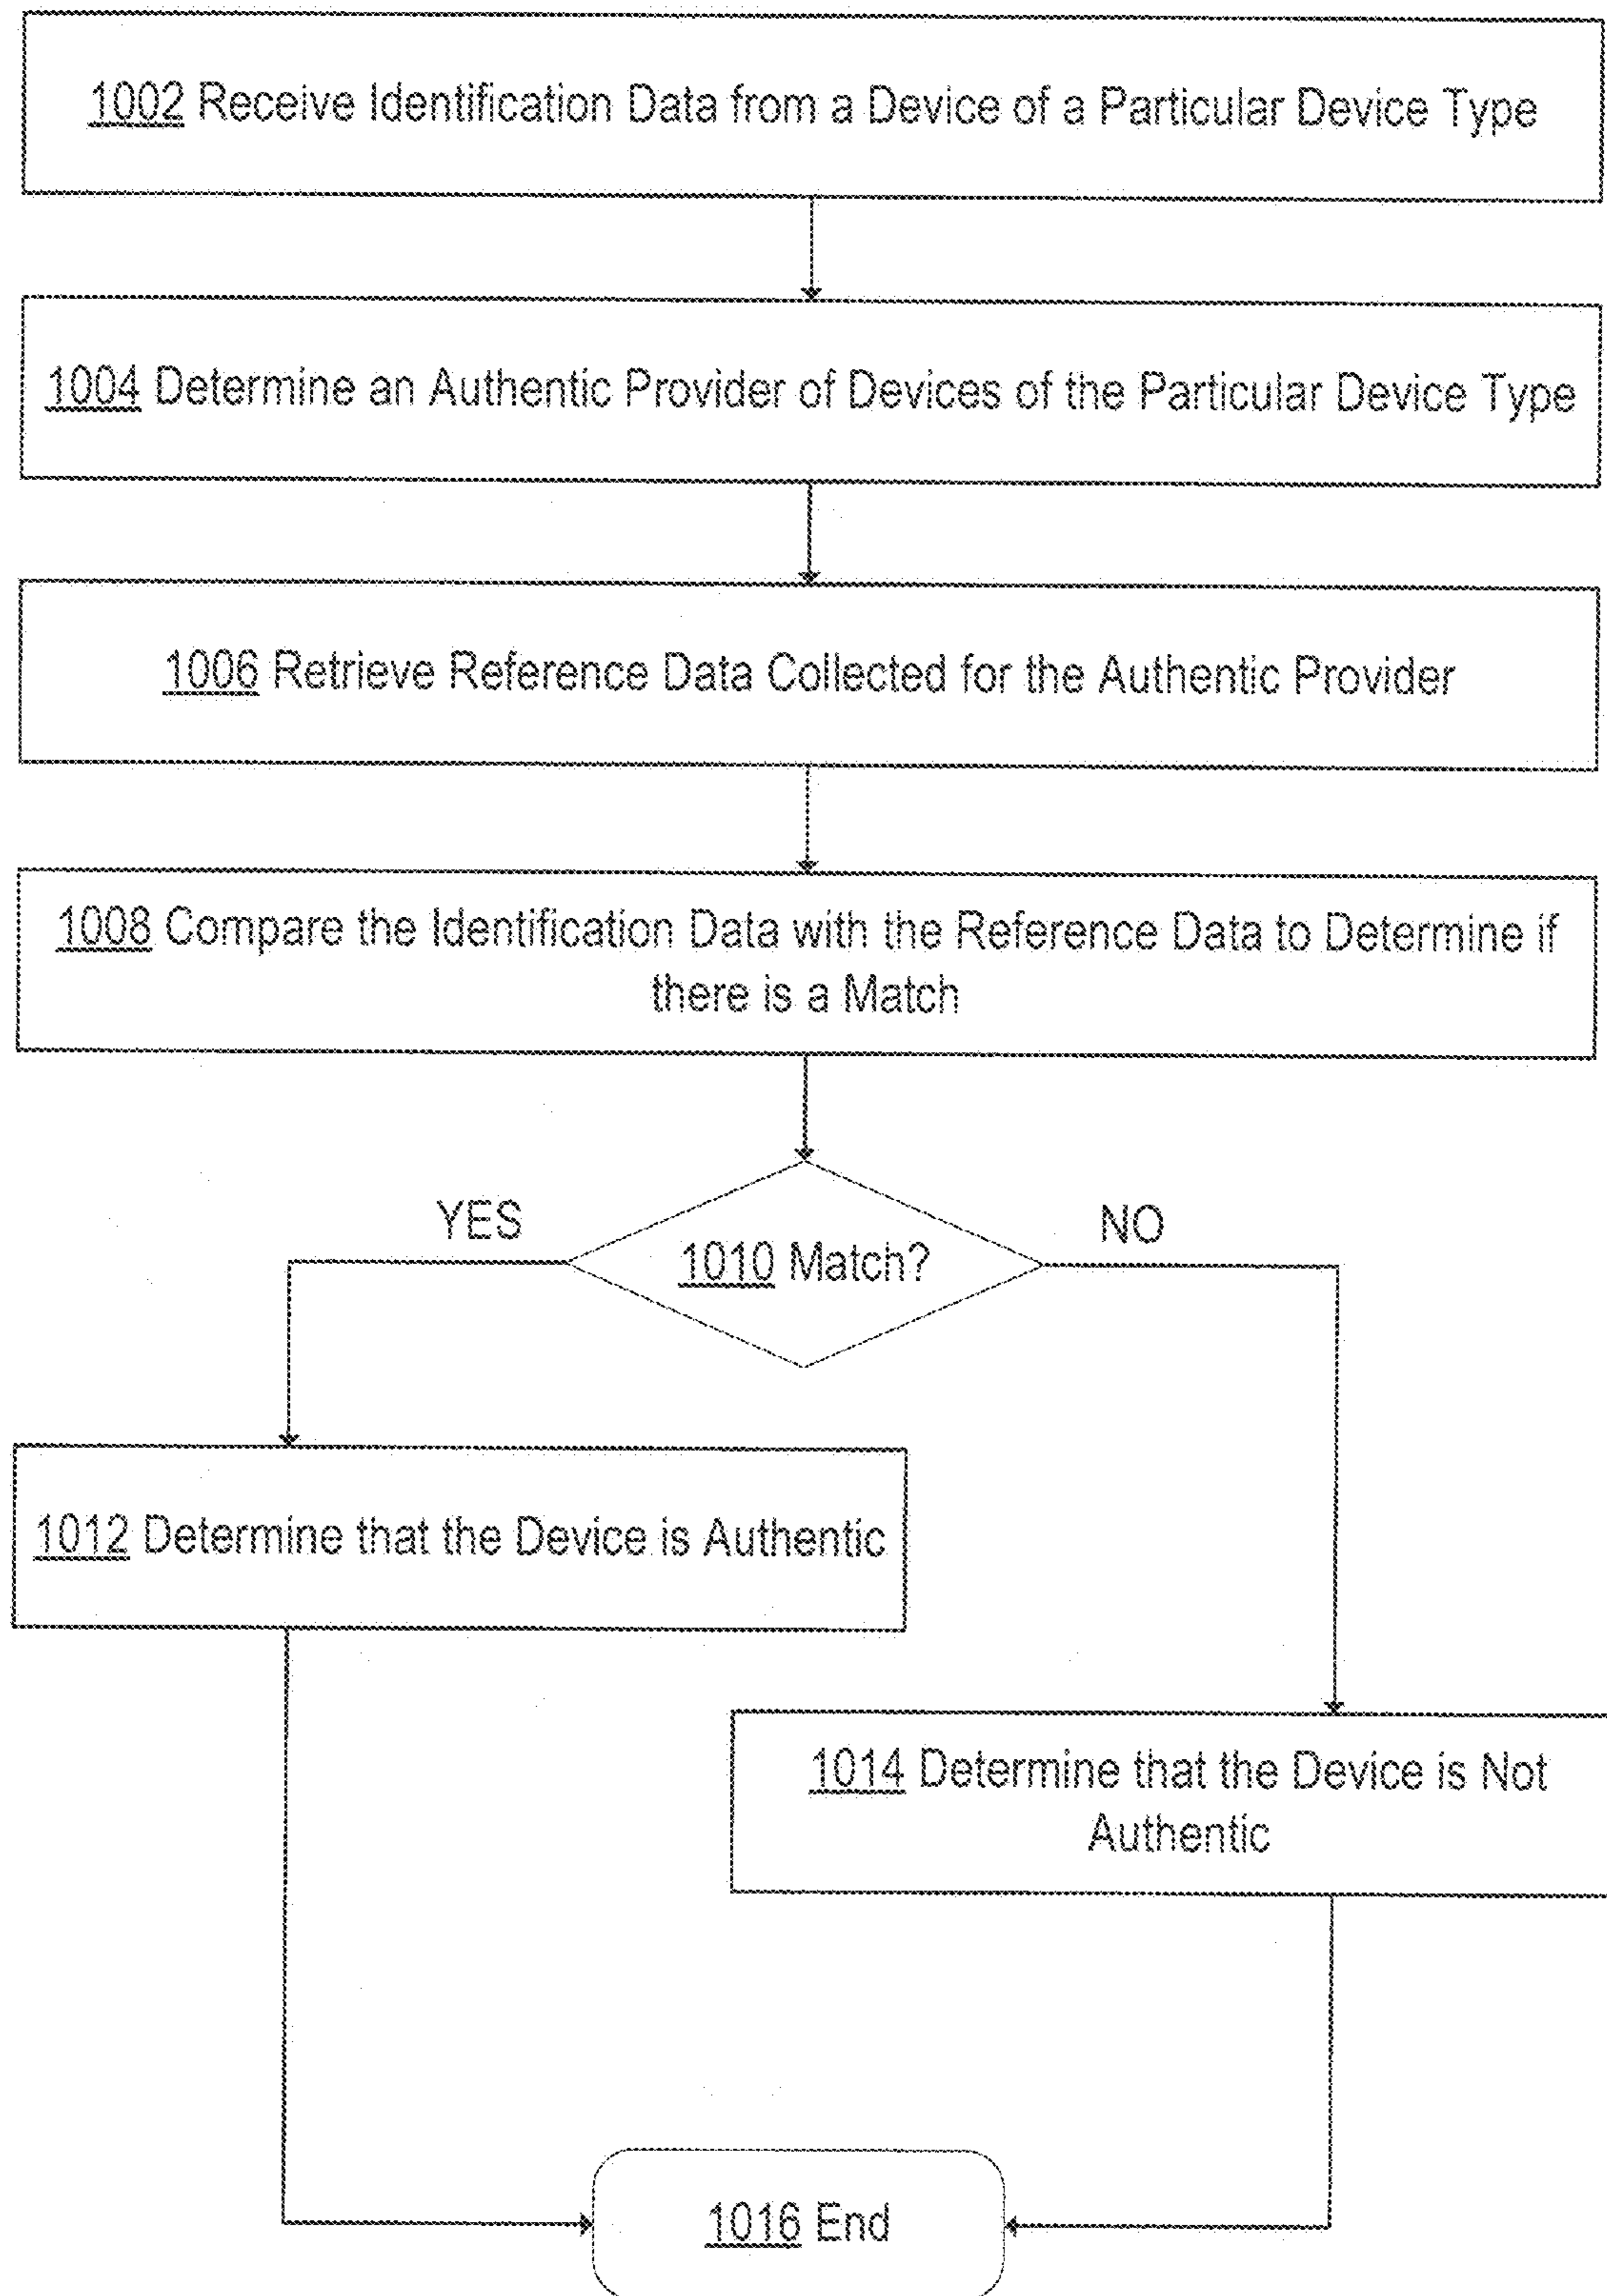 1002 Receive Identification Data from a Device of a Particular Device Type
1004 Determine an Authentic Provider of Devices of the Particular Device Type
1006 Retrieve Reference Data Collected for the Authentic Provider
1008 Compare the Identification Data with the Reference Data to Determine if
there is a Match
YES
1010 Match?
NO
1012 Determine that the Device is Authentic
1014 Determine that the Device is Not
Authentic
1016 End